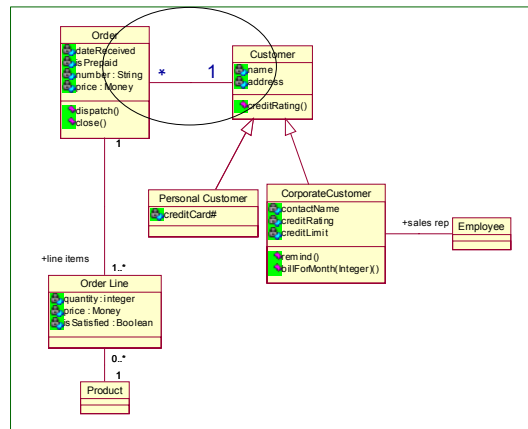 Order
dateReceived
isPrepaid
number : String
price : Money
dispatch()
close()
* 1
Customer
name
address
creditRating()
1
Personal Customer
creditCard#
CorporateCustomer
contactName
creditRating
creditLimit
remind()
billForMonth(Integer)()
+sales rep
Employee
+line items
1..*
Order Line
quantity : integer
price : Money
isSatisfied : Boolean
0..*
1
Product